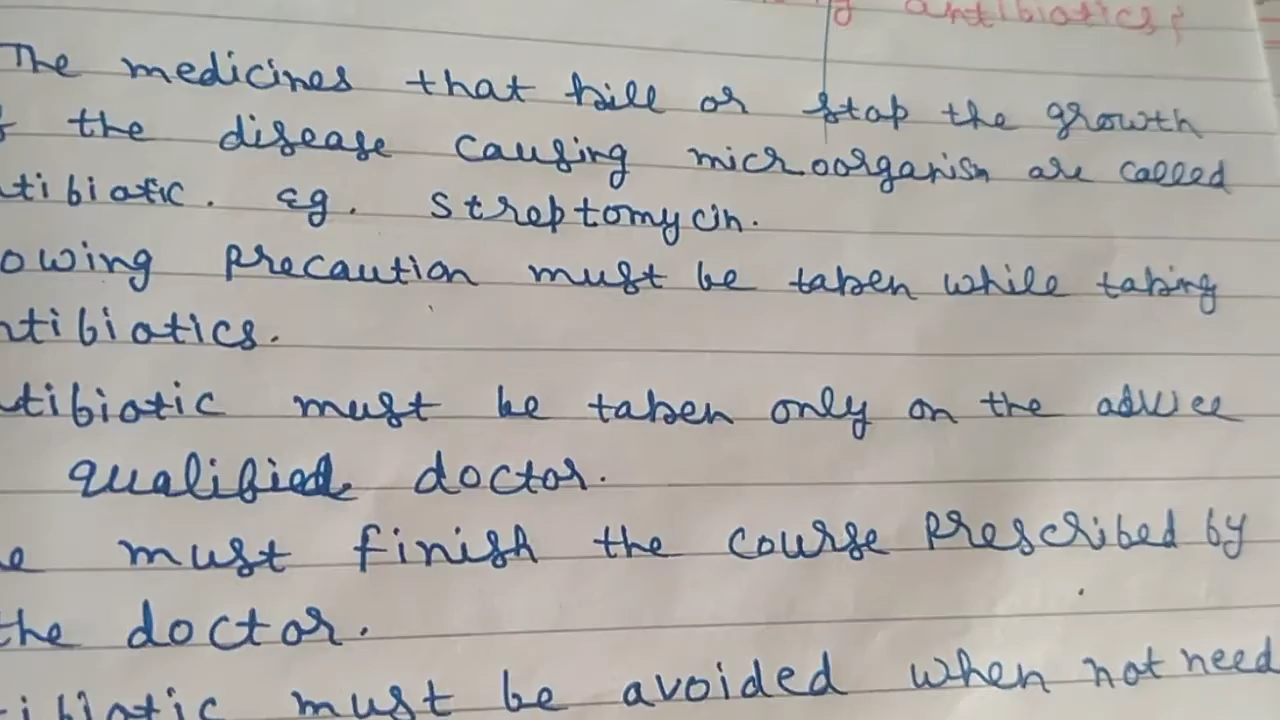 antibiotics;
The medicines that kill or stop the growth
the disease causing microorganism are called
tibiotic. eg. streptomycin.
owing precaution must be taken while taking
tibiotics.
tibiotic must be taken only on the advice
qualified doctor.
e must finish the course prescribed by
the doctor.
ibiotic must be avoided when not need